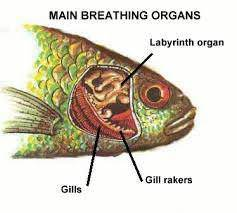 MAIN BREATHING ORGANS
Labyrinth organ
Gill rakers
Gills